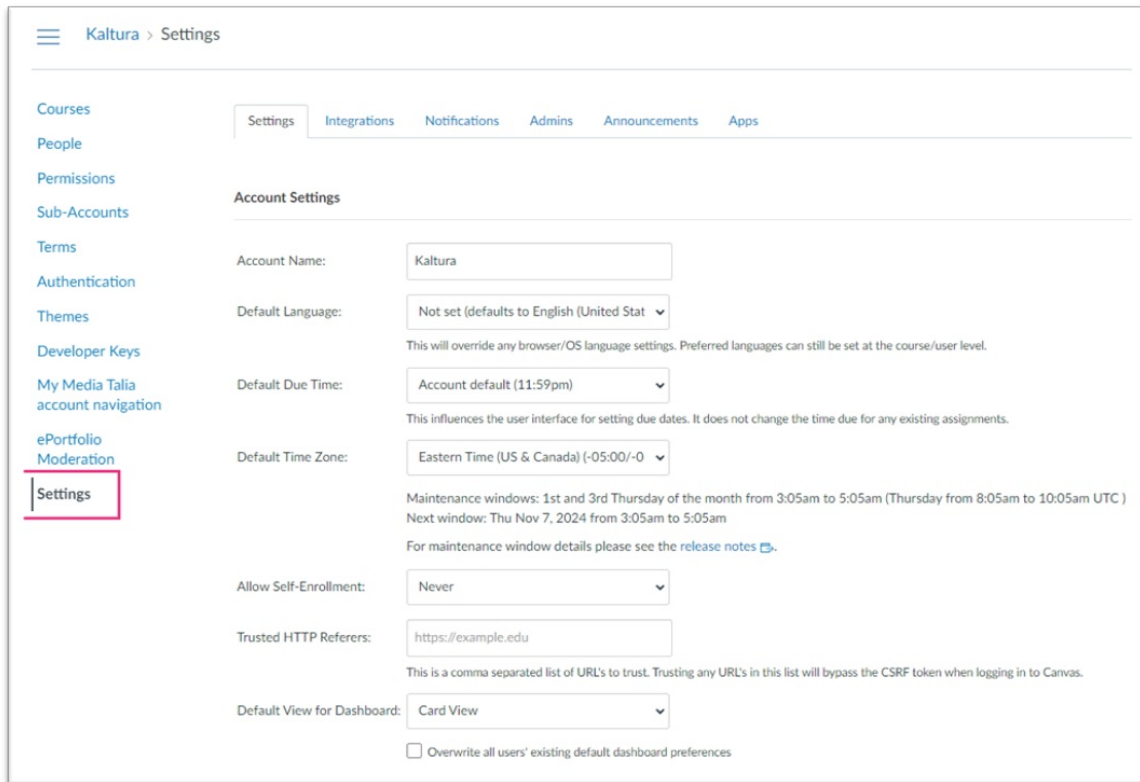 Kaltura > Settings
Courses
People
Permissions
Sub-Accounts
Terms
Authentication
Themes
Developer Keys
My Media Talia
account navigation
ePortfolio
Moderation
Settings
Settings Integrations Notifications Admins Announcements Apps
Account Settings
Account Name: Kaltura
Default Language: Not set (defaults to English (United Stat
This will override any browser/OS language settings. Preferred languages can still be set at the course/user level.
Default Due Time: Account default (11:59pm)
This influences the user interface for setting due dates. It does not change the time due for any existing assignments.
Default Time Zone: Eastern Time (US & Canada) (-05:00/-0
Maintenance windows: 1st and 3rd Thursday of the month from 3:05am to 5:05am (Thursday from 8:05am to 10:05am UTC )
Next window: Thu Nov 7, 2024 from 3:05am to 5:05am
For maintenance window details please see the release notes .
Allow Self-Enrollment: Never
Trusted HTTP Referers: https://example.edu
This is a comma separated list of URL's to trust. Trusting any URL's in this list will bypass the CSRF token when logging in to Canvas.
Default View for Dashboard: Card View
Overwrite all users' existing default dashboard preferences